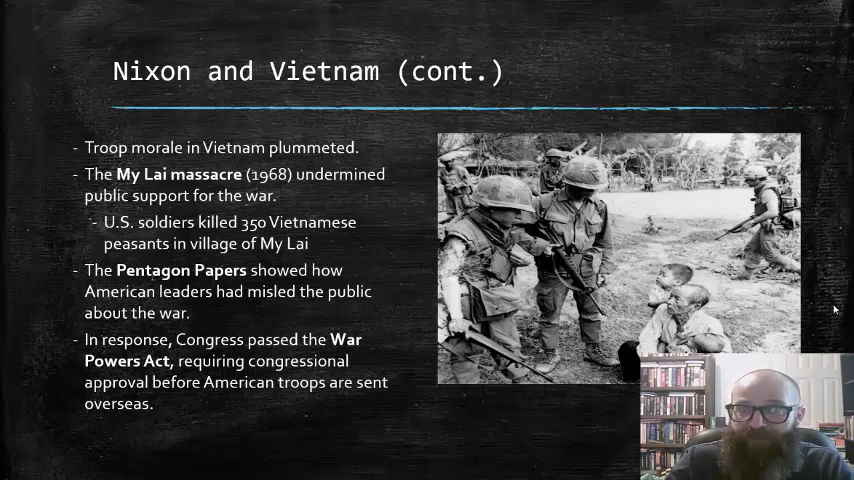 Nixon and Vietnam (cont.)
- Troop morale in Vietnam plummeted.
- The My Lai massacre (1968) undermined
public support for the war.
- U.S. soldiers killed 350 Vietnamese
peasants in village of My Lai
- The Pentagon Papers showed how
American leaders had misled the public
about the war.
- In response, Congress passed the War
Powers Act, requiring congressional
approval before American troops are sent
overseas.